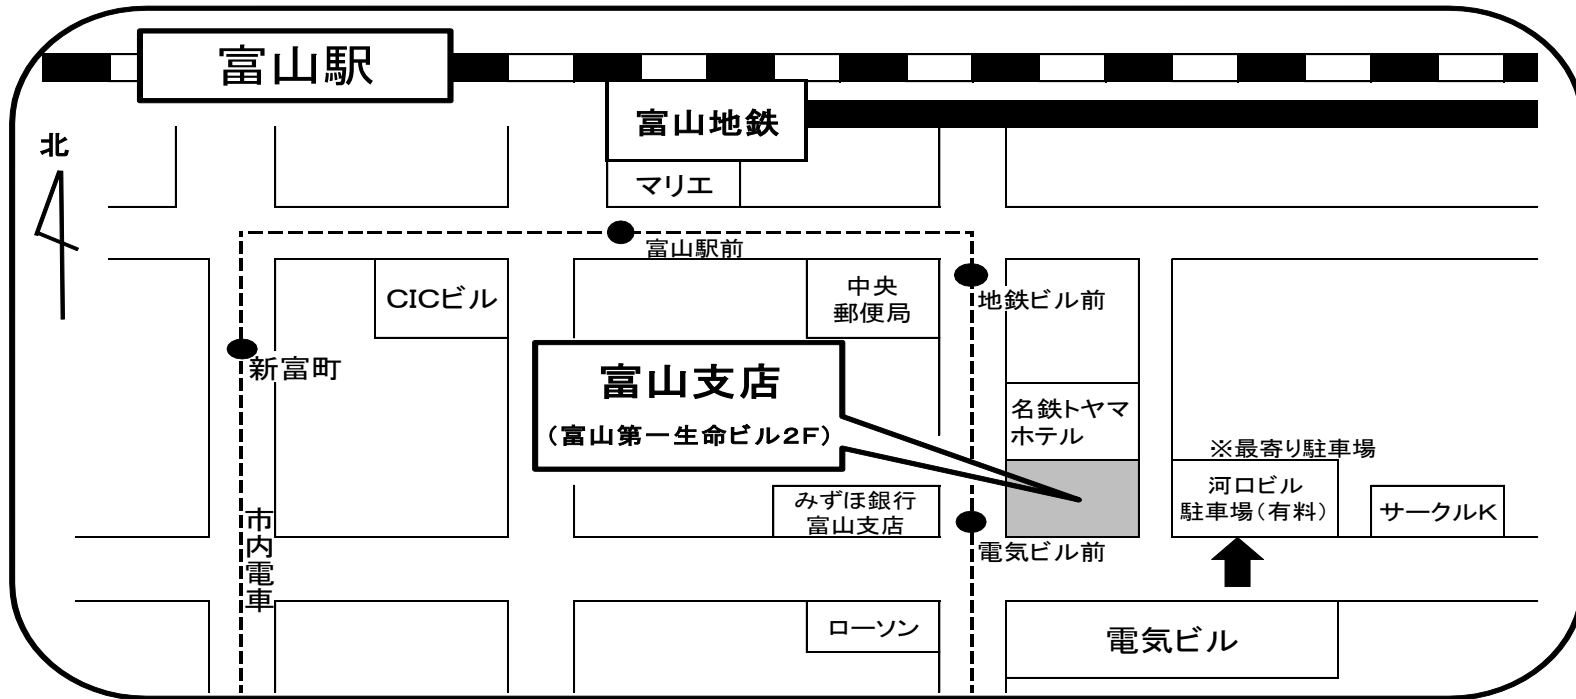 富山駅
富山地鉄
北
マリエ
富山駅前
CICビル
中央
郵便局
地鉄ビル前
新富町
富山支店
(富山第一生命ビル2F)
名鉄トヤマ
ホテル
※最寄り駐車場
河口ビル
駐車場(有料)
サークルK
みずほ銀行
富山支店
市内電車
電気ビル前
ローソン
電気ビル